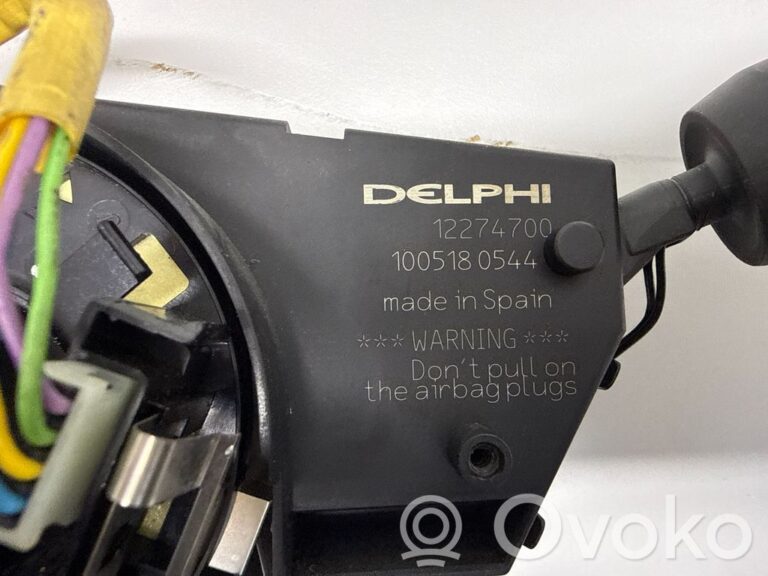 DELPHI
12274700
100518 0544
made in Spain
*** WARNING ***
Don't pull on
the airbag plugs
Ovoko